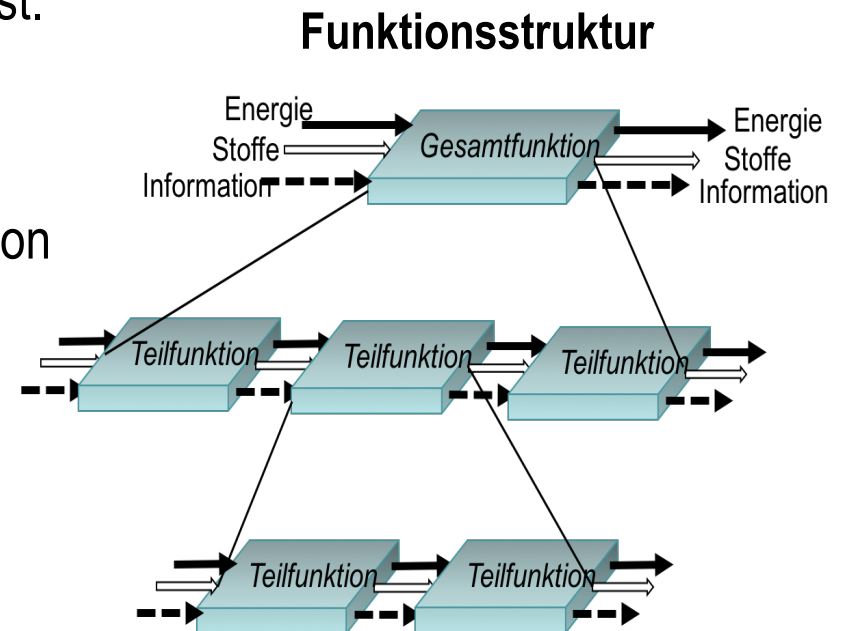 st.
Funktionsstruktur
Energie
Stoffe
Information
Gesamtfunktion
Energie
Stoffe
Information
on
Teilfunktion Teilfunktion Teilfunktion
Teilfunktion Teilfunktion